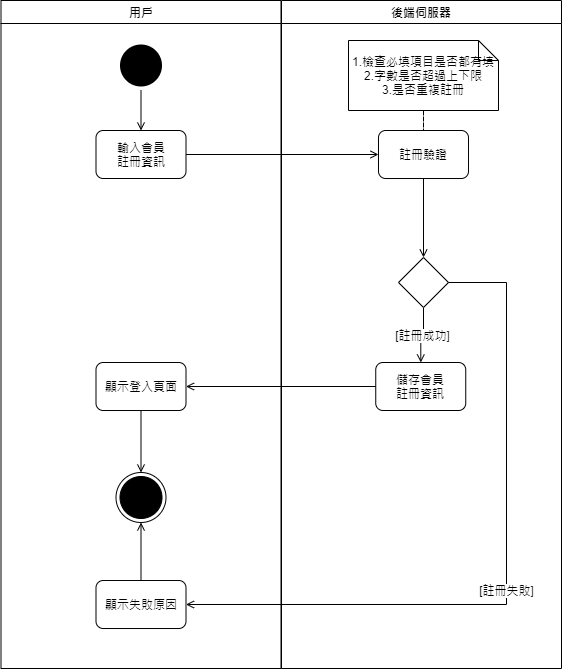 用戶
後端伺服器
1.檢查必填項目是否都有填
2.字數是否超過上下限
3.是否重複註冊
輸入會員
註冊資訊
註冊驗證
[註冊成功]
顯示登入頁面
儲存會員
註冊資訊
[註冊失敗]
顯示失敗原因